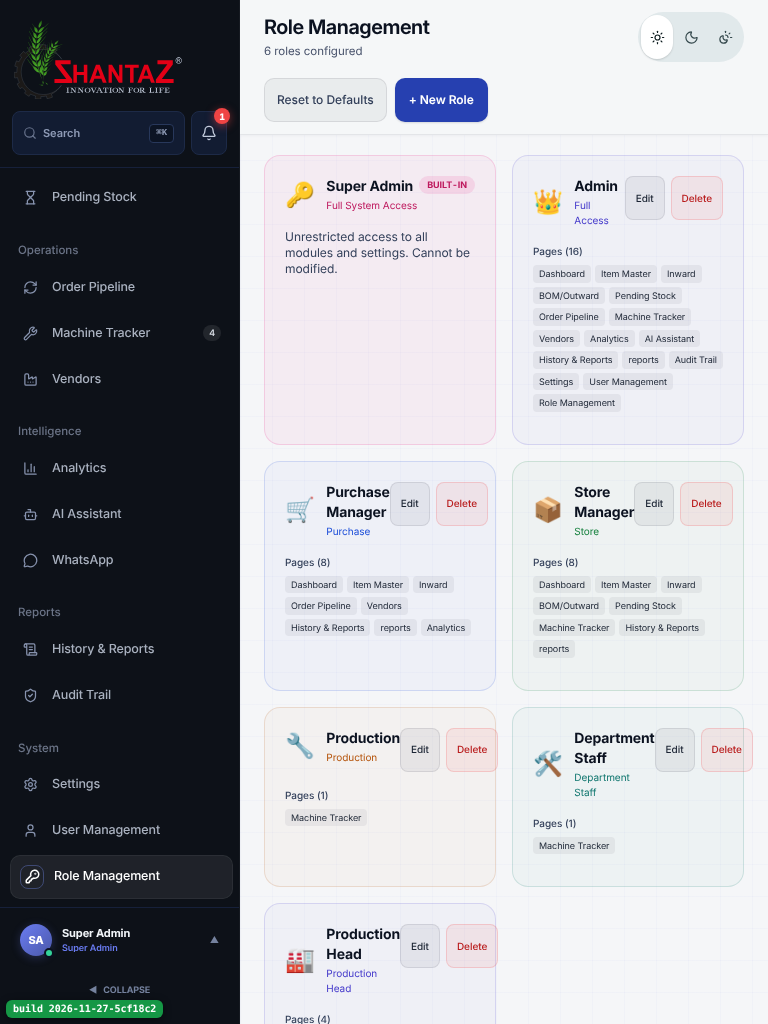 SHANTAZ®
INNOVATION FOR LIFE
Search ⌘K
1
Pending Stock
Operations
Order Pipeline
Machine Tracker 4
Vendors
Intelligence
Analytics
AI Assistant
WhatsApp
Reports
History & Reports
Audit Trail
System
Settings
User Management
Role Management
SA
Super Admin
Super Admin
▲
◀ COLLAPSE
build 2026-11-27-5cf18c2
Role Management
6 roles configured
Reset to Defaults
+ New Role
Super Admin BUILT-IN
Full System Access
Unrestricted access to all
modules and settings. Cannot be
modified.
Admin
Full
Access
Edit Delete
Pages (16)
Dashboard Item Master Inward
BOM/Outward Pending Stock
Order Pipeline Machine Tracker
Vendors Analytics AI Assistant
History & Reports reports Audit Trail
Settings User Management
Role Management
Purchase
Manager
Purchase
Edit Delete
Pages (8)
Dashboard Item Master Inward
Order Pipeline Vendors
History & Reports reports Analytics
Store
Manager
Store
Edit Delete
Pages (8)
Dashboard Item Master Inward
BOM/Outward Pending Stock
Machine Tracker History & Reports
reports
Production
Production
Edit Delete
Pages (1)
Machine Tracker
Department
Staff
Department
Staff
Edit Delete
Pages (1)
Machine Tracker
Production
Head
Production
Head
Edit Delete
Pages (4)